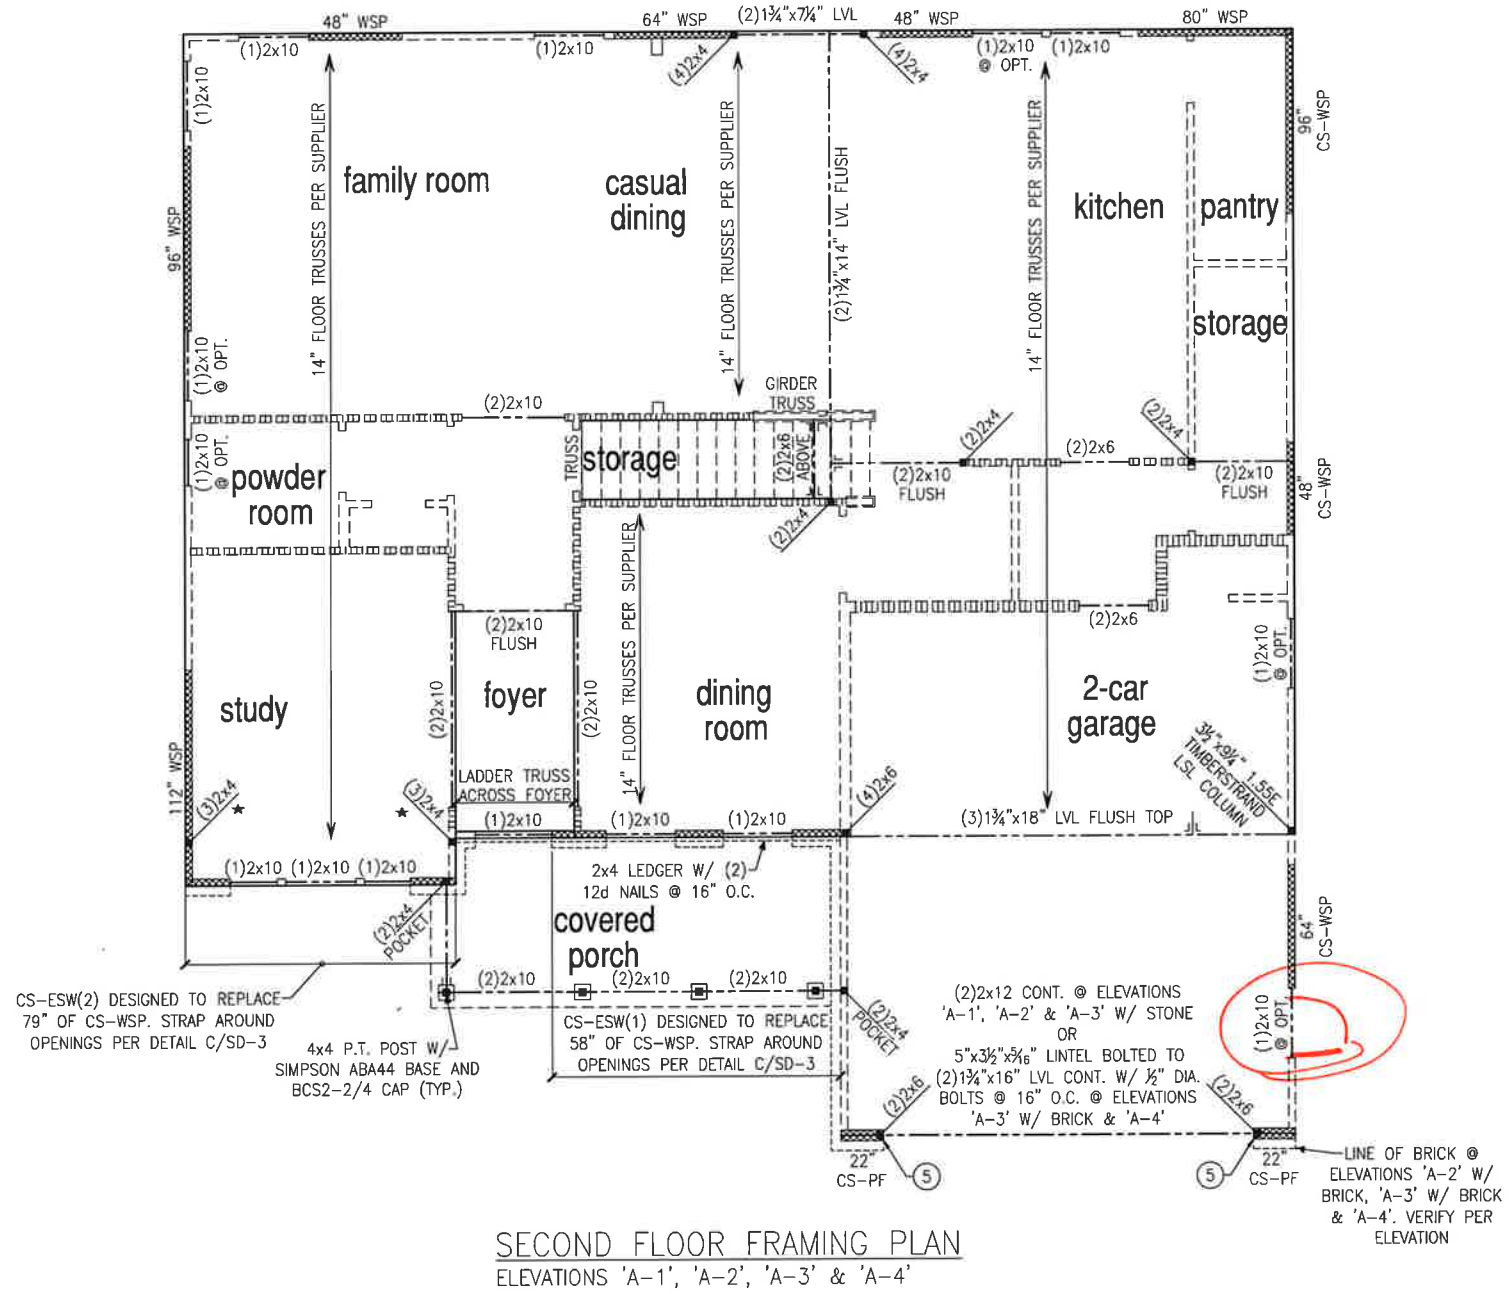 48" WSP
64" WSP
(2)1¾"x7¼" LVL
48" WSP
80" WSP
(1)2x10
(1)2x10
(4)2x4
(4)2x4
(1)2x10
@ OPT.
(1)2x10
(1)2x10
96"
CS-WSP
14" FLOOR TRUSSES PER SUPPLIER
14" FLOOR TRUSSES PER SUPPLIER
(2)1¾"x14" LVL FLUSH
14" FLOOR TRUSSES PER SUPPLIER
family room
casual
dining
kitchen
pantry
96" WSP
storage
(1)2x10
@ OPT.
GIRDER
TRUSS
(2)2x10
(2)2x4
(2)2x4
(1)2x10
@ OPT.
powder
room
TRUSS
storage
(2)2x6
ABOVE
(2)2x6
(2)2x10
FLUSH
(2)2x10
FLUSH
48"
CS-WSP
(2)2x4
14" FLOOR TRUSSES PER SUPPLIER
(2)2x10
FLUSH
(2)2x6
(1)2x10
@ OPT.
study
(2)2x10
foyer
(2)2x10
dining
room
2-car
garage
3½"x9¼" 1.55E
TIMBERSTRAND
LSL COLUMN
112" WSP
(3)2x4
★
(3)2x4
★
LADDER TRUSS
ACROSS FOYER
(4)2x6
(1)2x10
(1)2x10
(1)2x10
(3)1¾"x18" LVL FLUSH TOP
(1)2x10
(1)2x10
(1)2x10
2x4 LEDGER W/ (2)
12d NAILS @ 16" O.C.
(2)2x4
POCKET
covered
porch
64"
CS-WSP
(2)2x10
(2)2x10
(2)2x10
CS-ESW(2) DESIGNED TO REPLACE
79" OF CS-WSP. STRAP AROUND
OPENINGS PER DETAIL C/SD-3
4x4 P.T. POST W/
SIMPSON ABA44 BASE AND
BCS2-2/4 CAP (TYP.)
CS-ESW(1) DESIGNED TO REPLACE
58" OF CS-WSP. STRAP AROUND
OPENINGS PER DETAIL C/SD-3
(2)2x4
POCKET
(2)2x12 CONT. @ ELEVATIONS
'A-1', 'A-2' & 'A-3' W/ STONE
OR
5"x3½"x5/16" LINTEL BOLTED TO
(2)1¾"x16" LVL CONT. W/ ½" DIA.
BOLTS @ 16" O.C. @ ELEVATIONS
'A-3' W/ BRICK & 'A-4'
(1)2x10
@ OPT.
(2)2x6
(2)2x6
22"
CS-PF
5
5
22"
CS-PF
LINE OF BRICK @
ELEVATIONS 'A-2' W/
BRICK, 'A-3' W/ BRICK
& 'A-4'. VERIFY PER
ELEVATION
SECOND FLOOR FRAMING PLAN
ELEVATIONS 'A-1', 'A-2', 'A-3' & 'A-4'